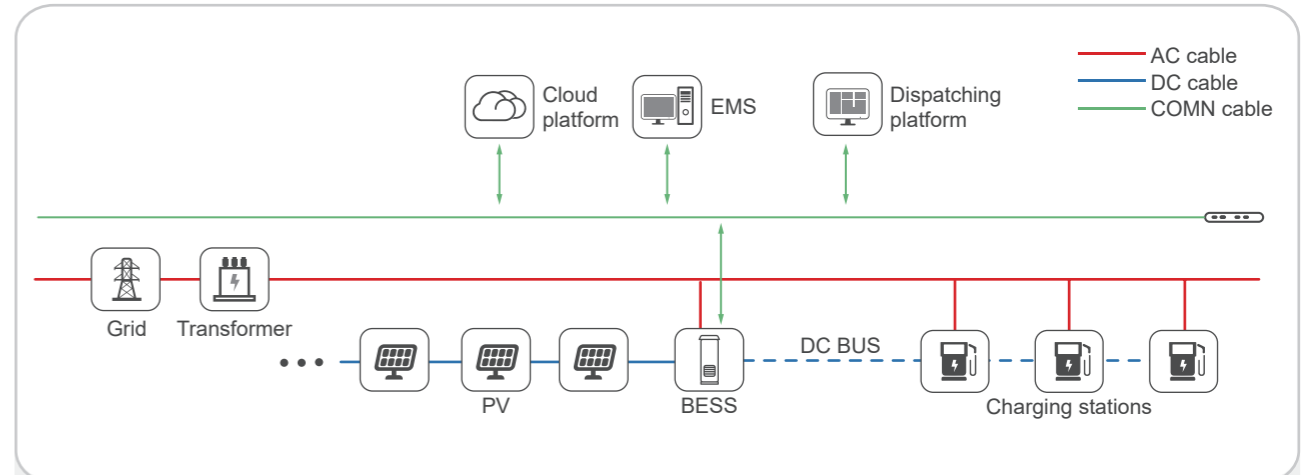 AC cable
DC cable
COMN cable
Cloud
platform
EMS
Dispatching
platform
Grid
Transformer
DC BUS
PV
BESS
Charging stations